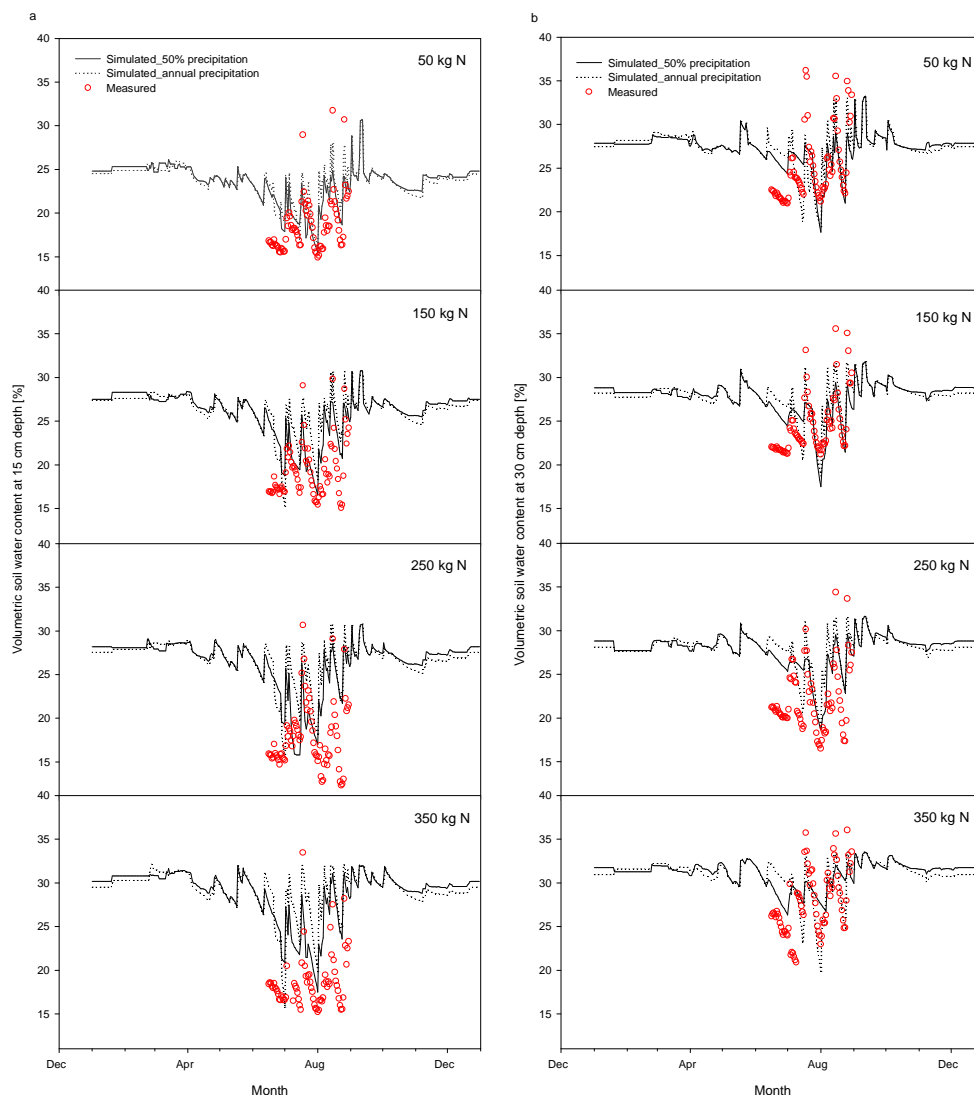 a
Volumetric soil water content at 15 cm depth [%]
40
35
30
25
20
15
Simulated_50% precipitation
Simulated_annual precipitation
Measured
50 kg N
40
35
30
25
20
15
150 kg N
40
35
30
25
20
15
250 kg N
40
35
30
25
20
15
350 kg N
Dec
Apr
Aug
Dec
Month
b
Volumetric soil water content at 30 cm depth [%]
40
35
30
25
20
15
Simulated_50% precipitation
Simulated_annual precipitation
Measured
50 kg N
40
35
30
25
20
15
150 kg N
40
35
30
25
20
15
250 kg N
40
35
30
25
20
15
350 kg N
Dec
Apr
Aug
Dec
Month